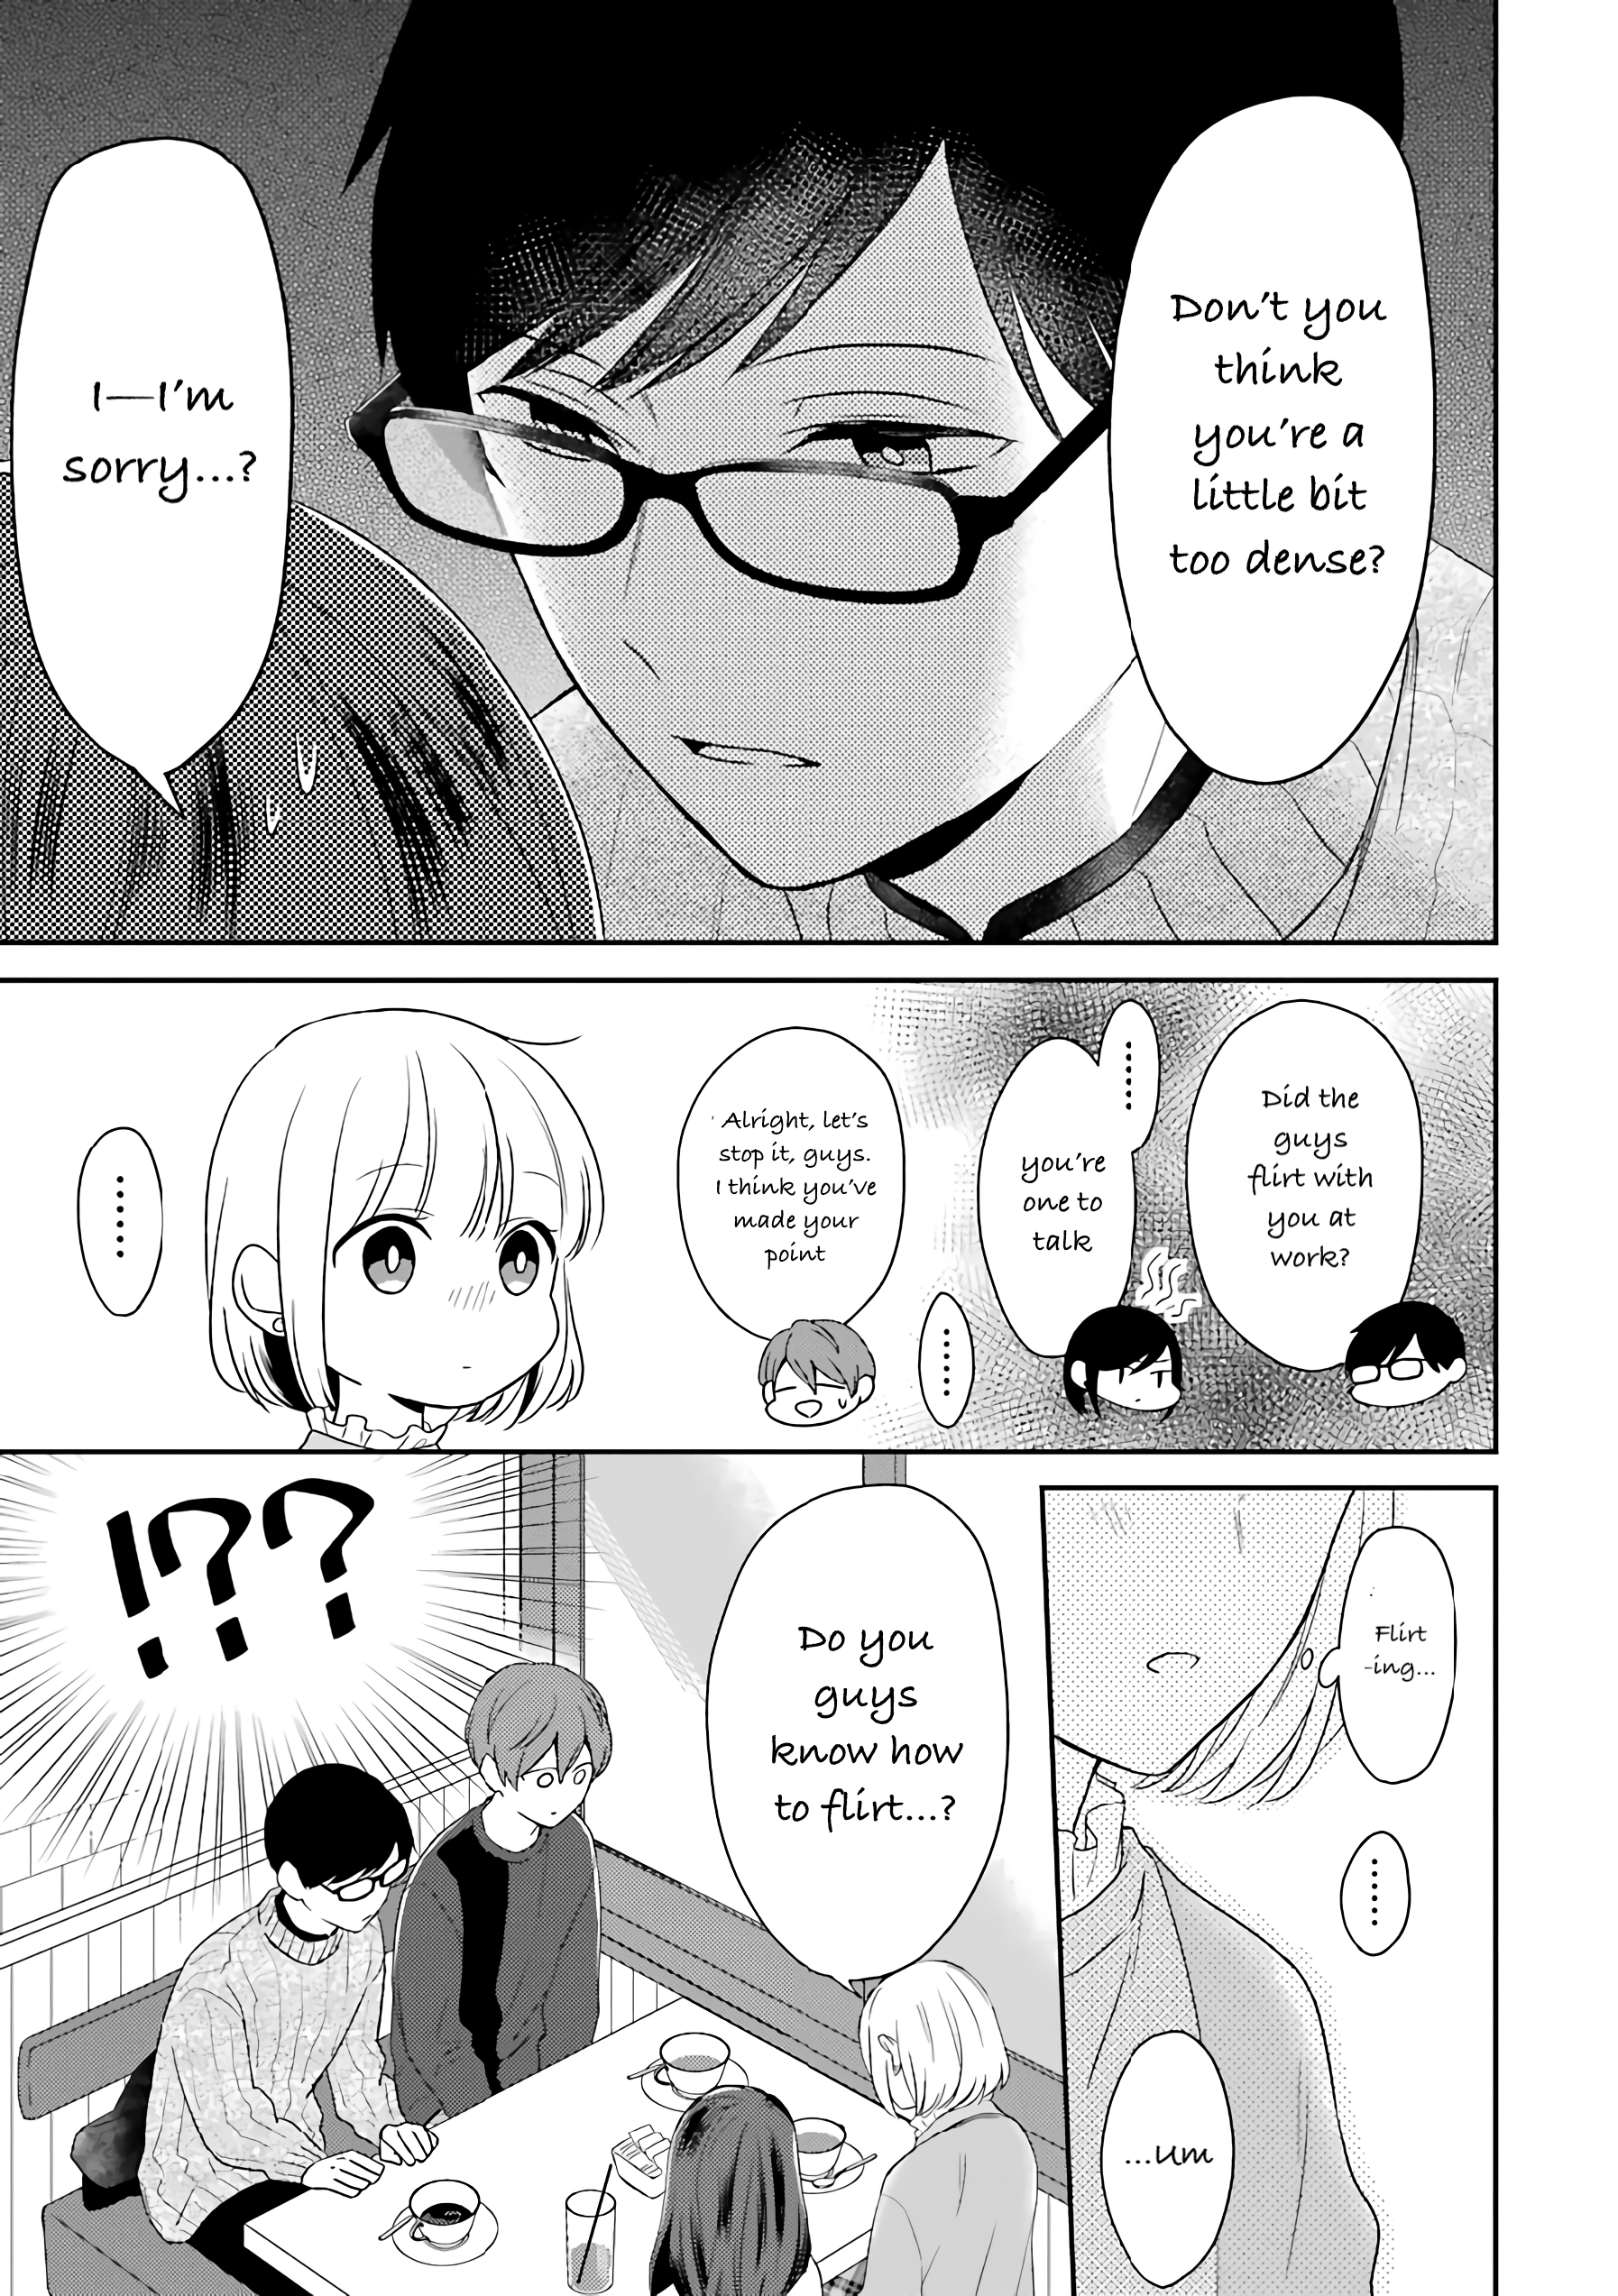 Don't you
think
you're a
little bit
too dense?
I—I'm
sorry...?
Did the
guys
flirt with
you at
work?
......
you're
one to
talk
......
Alright, let's
stop it, guys.
I think you've
made your
point
.......
Flirt
-ing...
......
...um
Do you
guys
know how
to flirt...?
!??